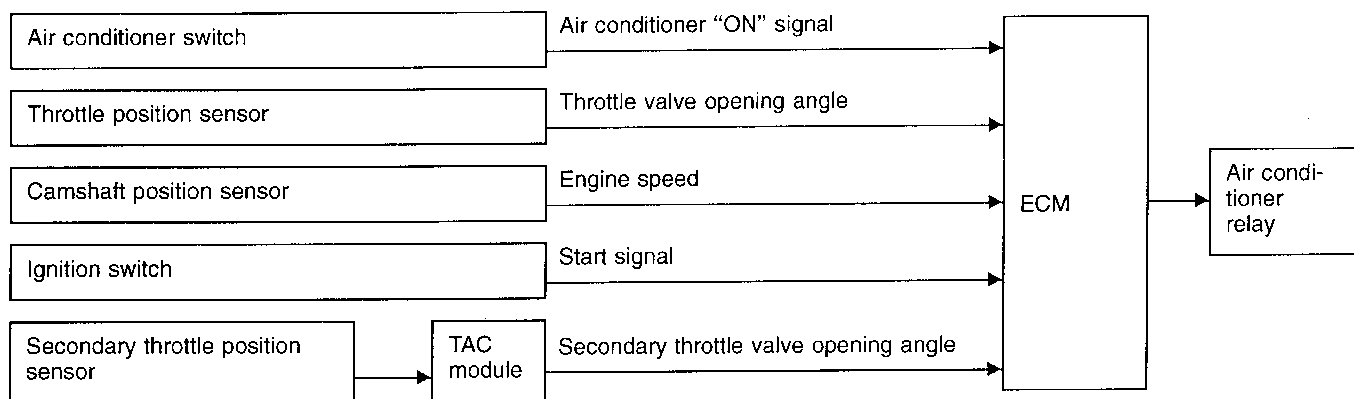 Air conditioner switch
Air conditioner “ON” signal
Throttle position sensor
Throttle valve opening angle
Camshaft position sensor
Engine speed
Ignition switch
Start signal
Secondary throttle position
sensor
TAC
module
Secondary throttle valve opening angle
ECM
Air condi-
tioner
relay